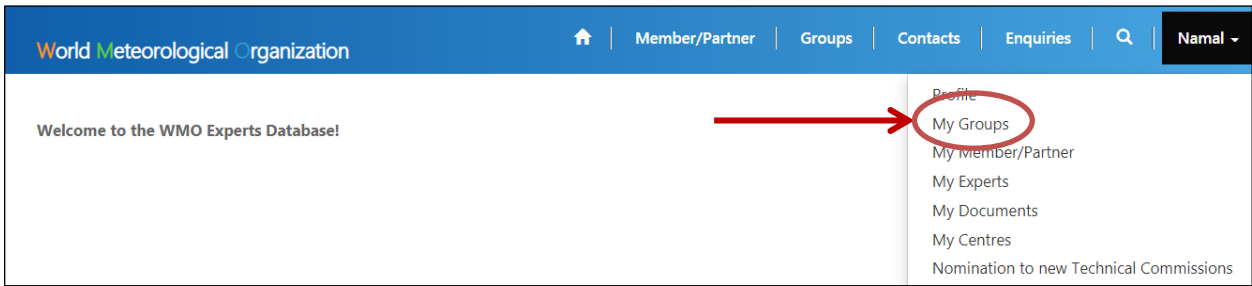 World Meteorological Organization
Member/Partner Groups Contacts Enquiries Namal
Welcome to the WMO Experts Database!
Profile
My Groups
My Member/Partner
My Experts
My Documents
My Centres
Nomination to new Technical Commissions